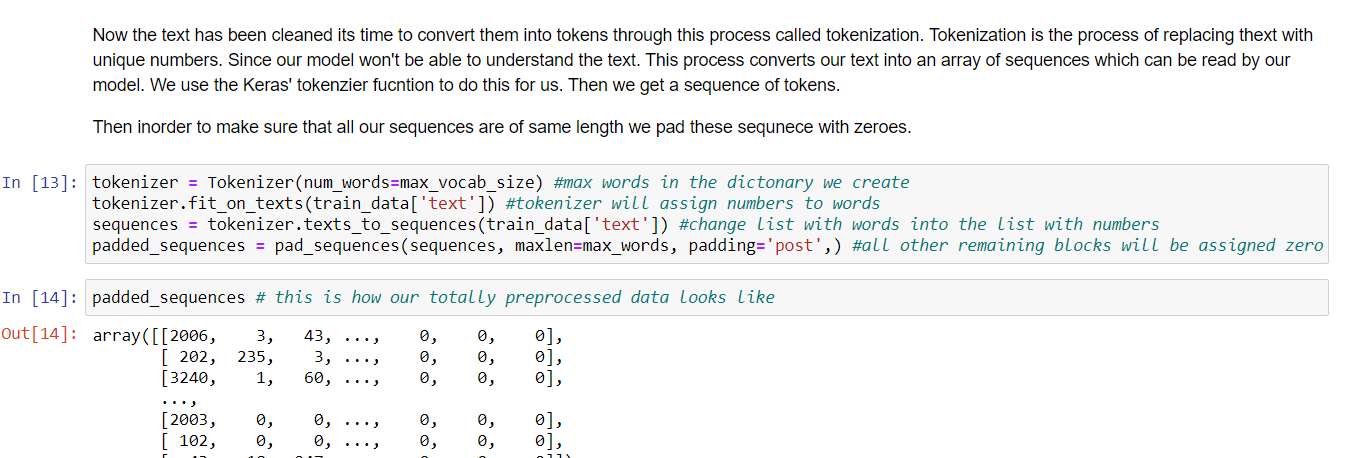 Now the text has been cleaned its time to convert them into tokens through this process called tokenization. Tokenization is the process of replacing thext with
unique numbers. Since our model won't be able to understand the text. This process converts our text into an array of sequences which can be read by our
model. We use the Keras' tokenzier fucntion to do this for us. Then we get a sequence of tokens.
Then inorder to make sure that all our sequences are of same length we pad these sequnece with zeroes.
In [13]: tokenizer = Tokenizer(num_words=max_vocab_size) #max words in the dictonary we create
tokenizer.fit_on_texts(train_data['text']) #tokenizer will assign numbers to words
sequences = tokenizer.texts_to_sequences(train_data['text']) #change list with words into the list with numbers
padded_sequences = pad_sequences(sequences, maxlen=max_words, padding='post',) #all other remaining blocks will be assigned zero
In [14]: padded_sequences # this is how our totally preprocessed data looks like
Out[14]: array([[2006, 3, 43, ..., 0, 0, 0],
[ 202, 235, 3, ..., 0, 0, 0],
[3240, 1, 60, ..., 0, 0, 0],
...,
[2003, 0, 0, ..., 0, 0, 0],
[ 102, 0, 0, ..., 0, 0, 0],